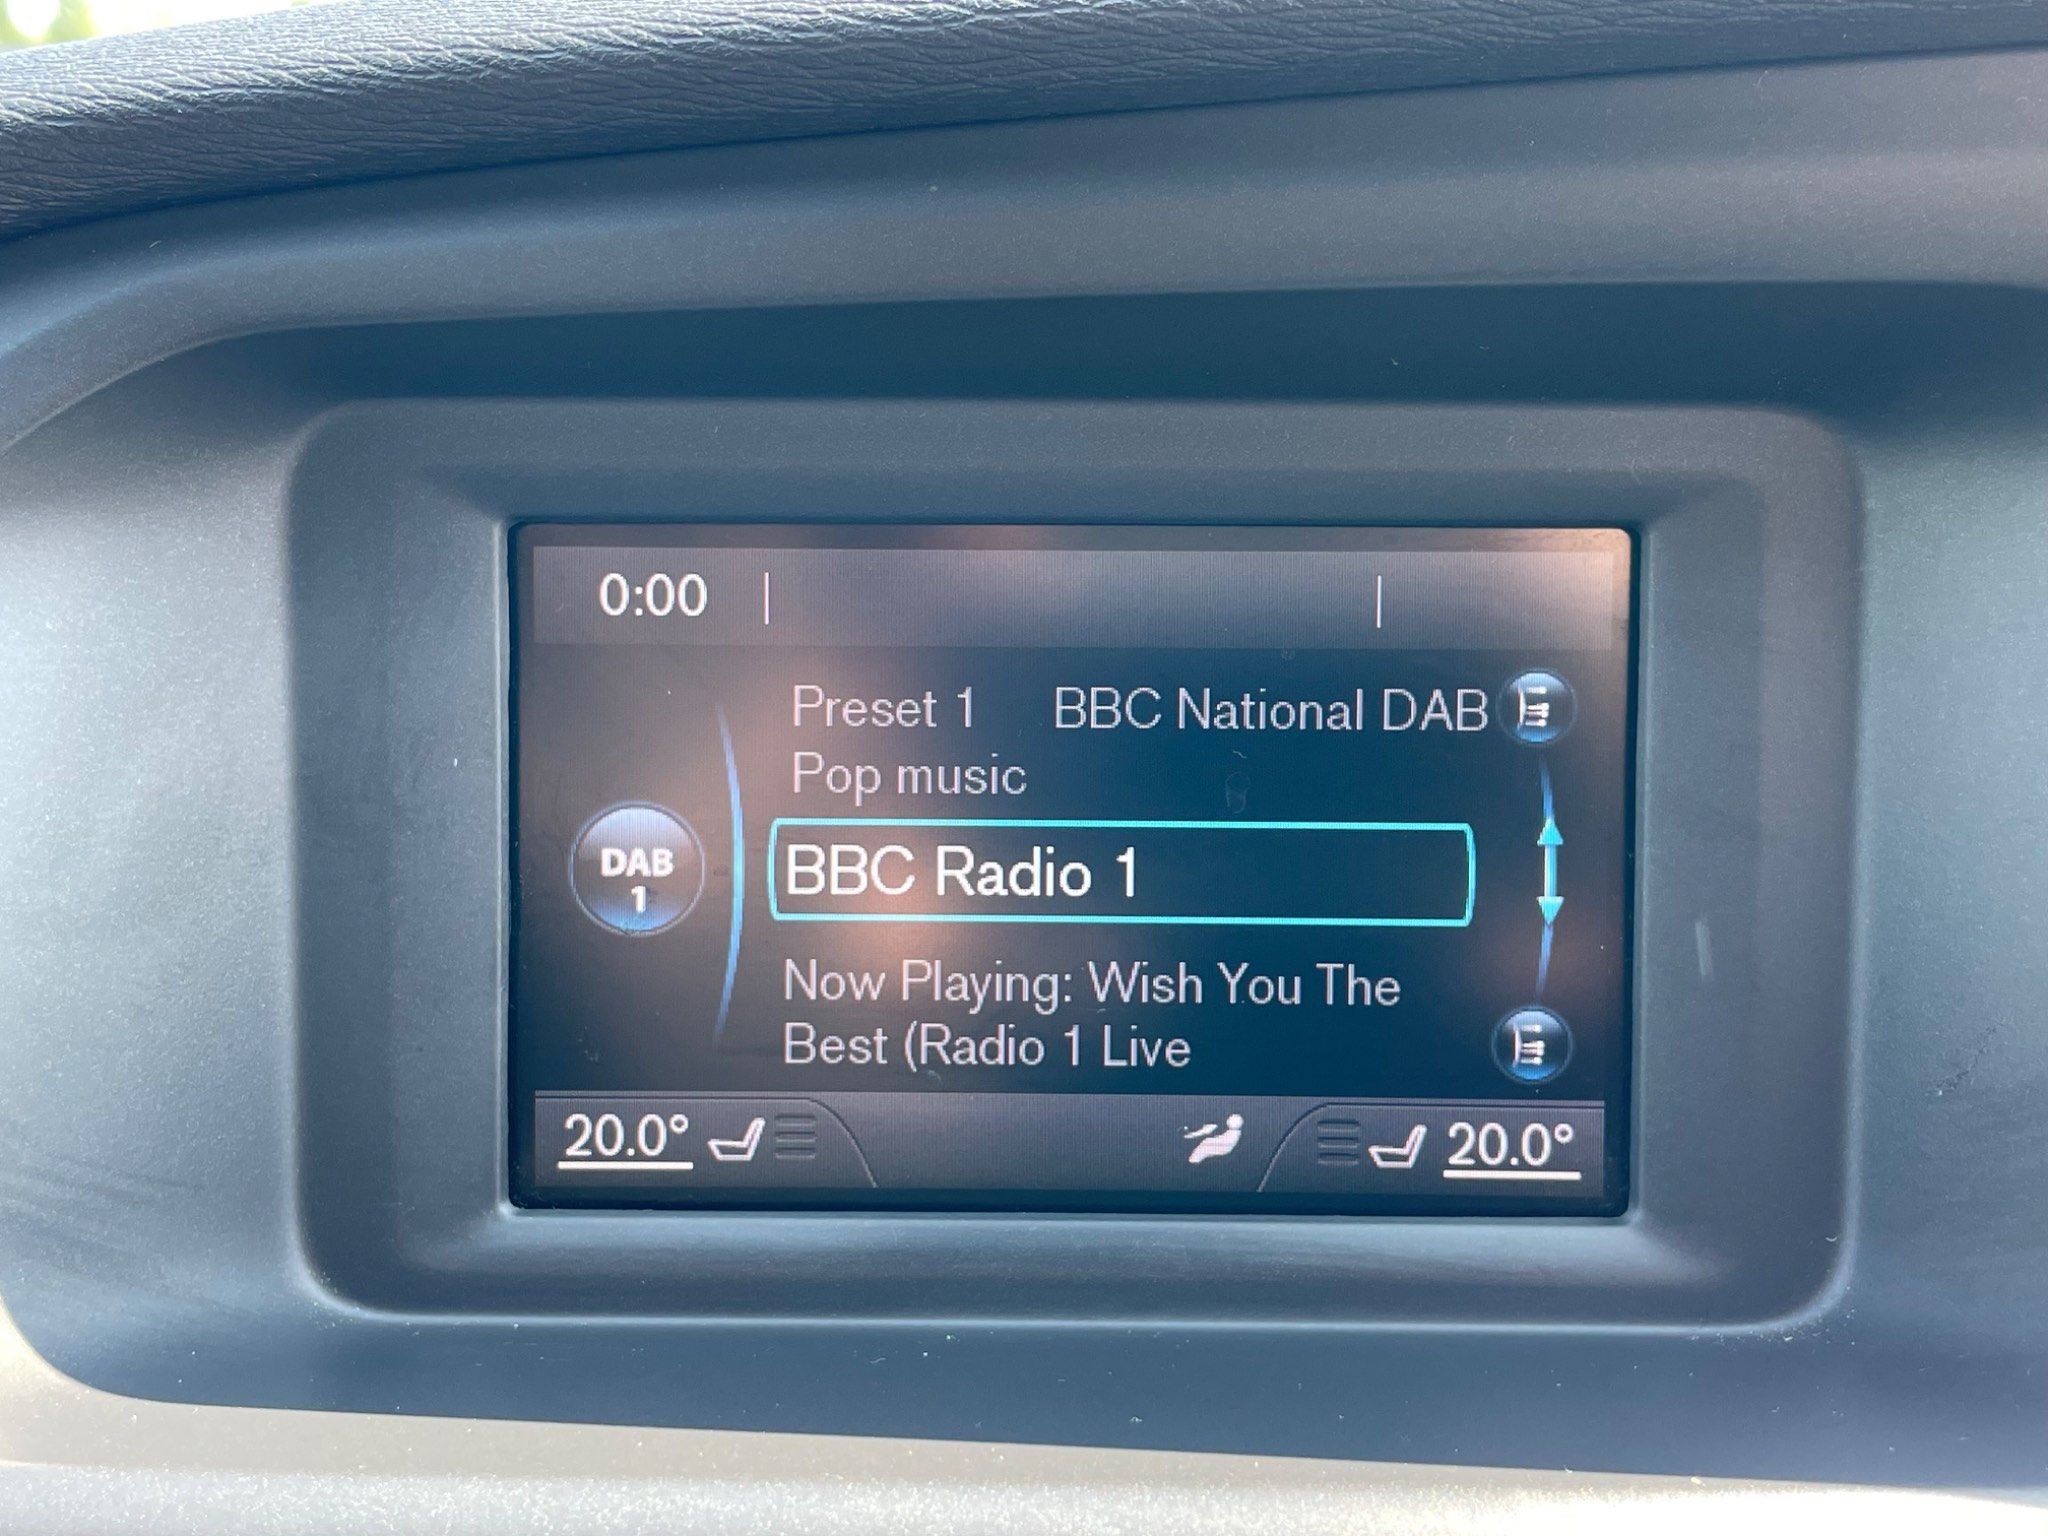 0:00
Preset 1 BBC National DAB
Pop music
DAB
1
BBC Radio 1
Now Playing: Wish You The
Best (Radio 1 Live
20.0° 20.0°